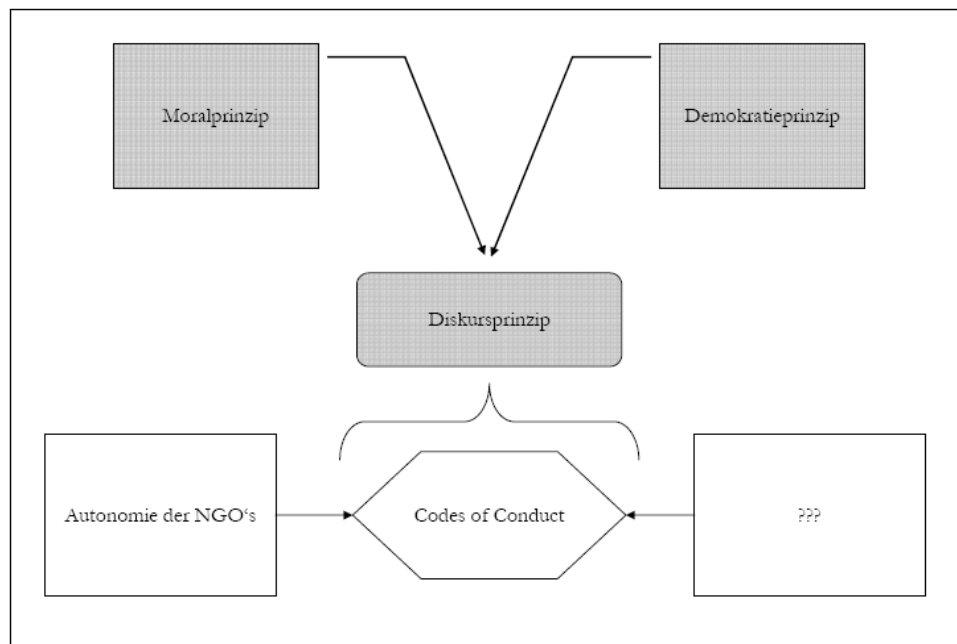 Moralprinzip
Demokratieprinzip
Diskursprinzip
Autonomie der NGO‘s
Codes of Conduct
???